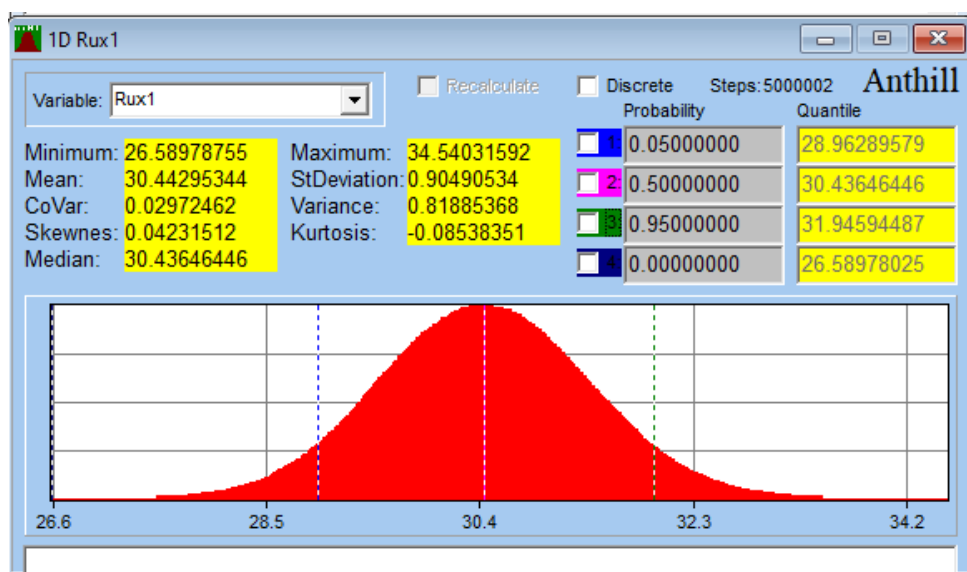 1D Rux1
Variable: Rux1
Recalculate
Discrete
Steps:5000002
Anthill
Probability
Quantile
Minimum: 26.58978755
Maximum: 34.54031592
Mean: 30.44295344
StDeviation: 0.90490534
CoVar: 0.02972462
Variance: 0.81885368
Skewnes: 0.04231512
Kurtosis: -0.08538351
Median: 30.43646446
1: 0.05000000 28.96289579
2: 0.50000000 30.43646446
3: 0.95000000 31.94594487
4: 0.00000000 26.58978025
26.6 28.5 30.4 32.3 34.2